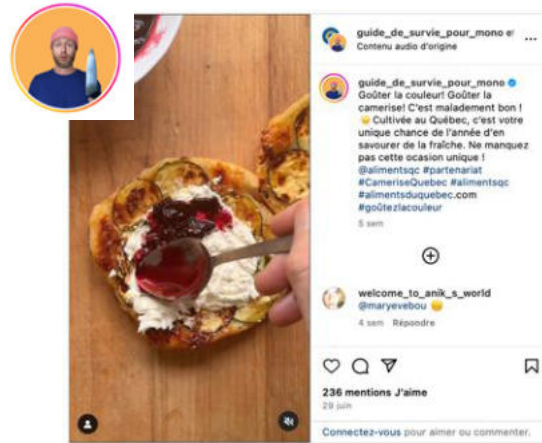 guide_de_survie_pour_mono et
Contenu audio d'origine
guide_de_survie_pour_mono
Goûter la couleur! Goûter la
camerise! C'est maladement bon !
Cultivée au Québec, c'est votre
unique chance de l'année d'en
savourer de la fraîche. Ne manquez
pas cette ocasion unique !
@alimentsqc #partenariat
#CameriseQuebec #alimentsqc
#alimentsduquebec.com
#goûtezlacouleur
5 sem
welcome_to_anik_s_world
@maryevebou
4 sem Répondre
236 mentions J'aime
29 juin
Connectez-vous pour aimer ou commenter.